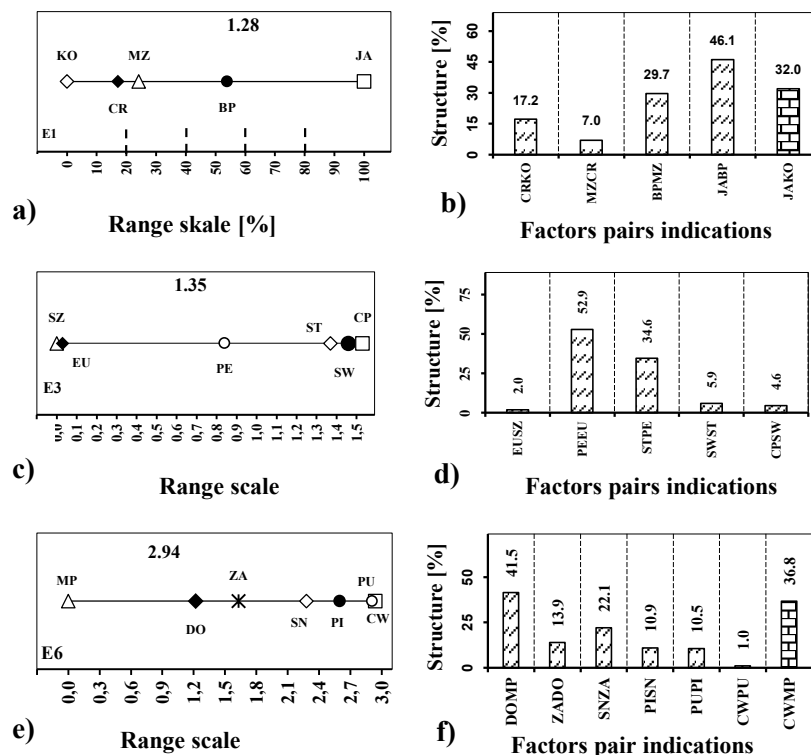 1.28
KO MZ JA
CR BP
E1
0 10 20 30 40 50 60 70 80 90 100
a)
Range skale [%]
Structure [%]
60
45
30
15
0
17.2 7.0 29.7 46.1 32.0
CRKO MZCR BPMZ JABP JAKO
b)
Factors pairs indications
1.35
SZ ST CP
EU PE SW
E3
0,0 0,1 0,2 0,3 0,4 0,5 0,6 0,7 0,8 0,9 1,0 1,1 1,2 1,3 1,4 1,5
c)
Range scale
Structure [%]
75
50
25
0
2.0 52.9 34.6 5.9 4.6
EUSZ PEEU STPE SWST CPSW
d)
Factors pairs indications
2.94
MP ZA PU
DO SN PI CW
E6
0,0 0,3 0,6 0,9 1,2 1,5 1,8 2,1 2,4 2,7 3,0
e)
Range scale
Structure [%]
50
25
0
41.5 13.9 22.1 10.9 10.5 1.0 36.8
DOMP ZADO SNZA PISN PUPI CWPU CWMP
f)
Factors pair indications